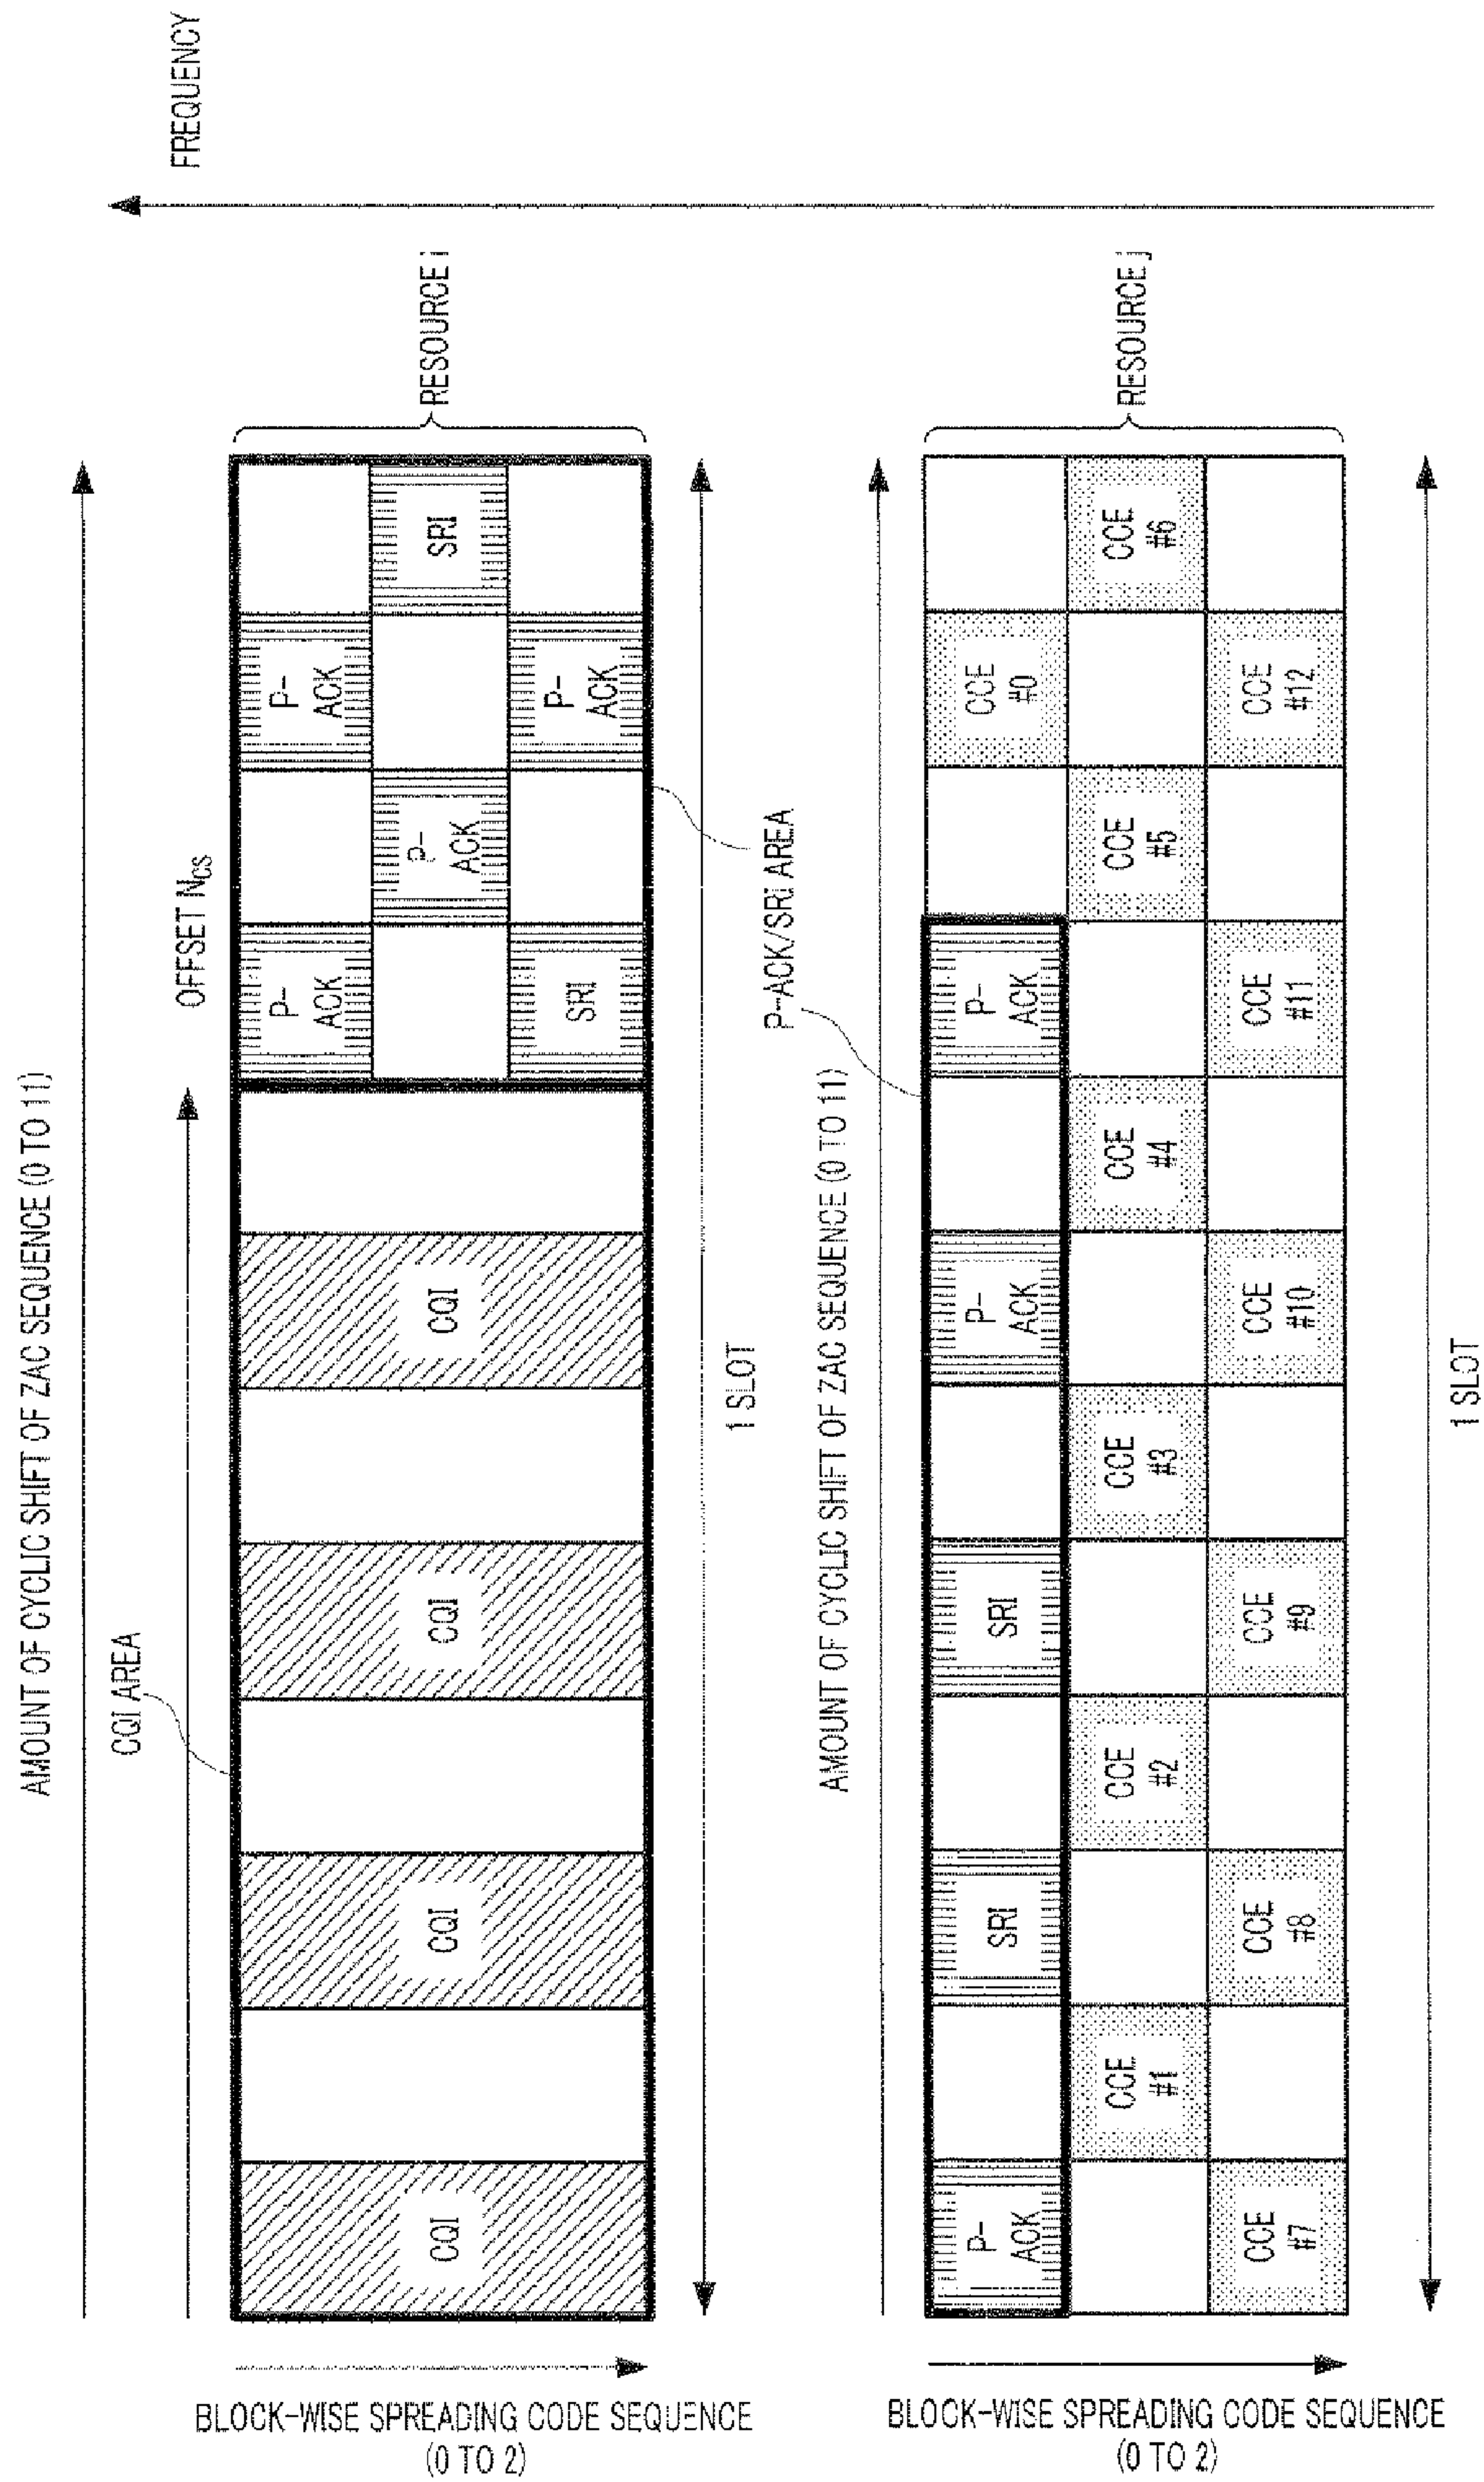 FREQUENCY
AMOUNT OF CYCLIC SHIFT OF ZAC SEQUENCE (0 TO 11)
CQI AREA
OFFSET NCS
BLOCK-WISE SPREADING CODE SEQUENCE
(0 TO 2)
CQI
CQI
CQI
CQI
P-
ACK
SRI
P-
ACK
P-
ACK
P-
ACK
SRI
RESOURCE i
1 SLOT
P-ACK/SRI AREA
AMOUNT OF CYCLIC SHIFT OF ZAC SEQUENCE (0 TO 11)
BLOCK-WISE SPREADING CODE SEQUENCE
(0 TO 2)
P-
ACK
SRI
SRI
P-
ACK
P-
ACK
CCE
#0
CCE
#1
CCE
#2
CCE
#3
CCE
#4
CCE
#5
CCE
#6
CCE
#7
CCE
#8
CCE
#9
CCE
#10
CCE
#11
CCE
#12
RESOURCE j
1 SLOT